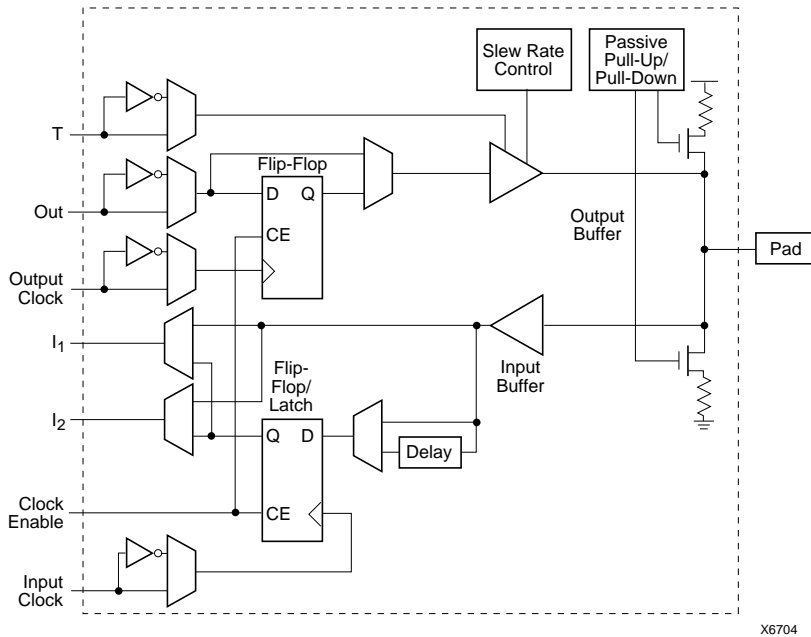 Slew Rate
Control
Passive
Pull-Up/
Pull-Down
T
Flip-Flop
D
Q
Out
CE
Output
Buffer
Pad
Output
Clock
I1
Flip-
Flop/
Latch
Input
Buffer
I2
Q
D
Delay
Clock
Enable
CE
Input
Clock
X6704